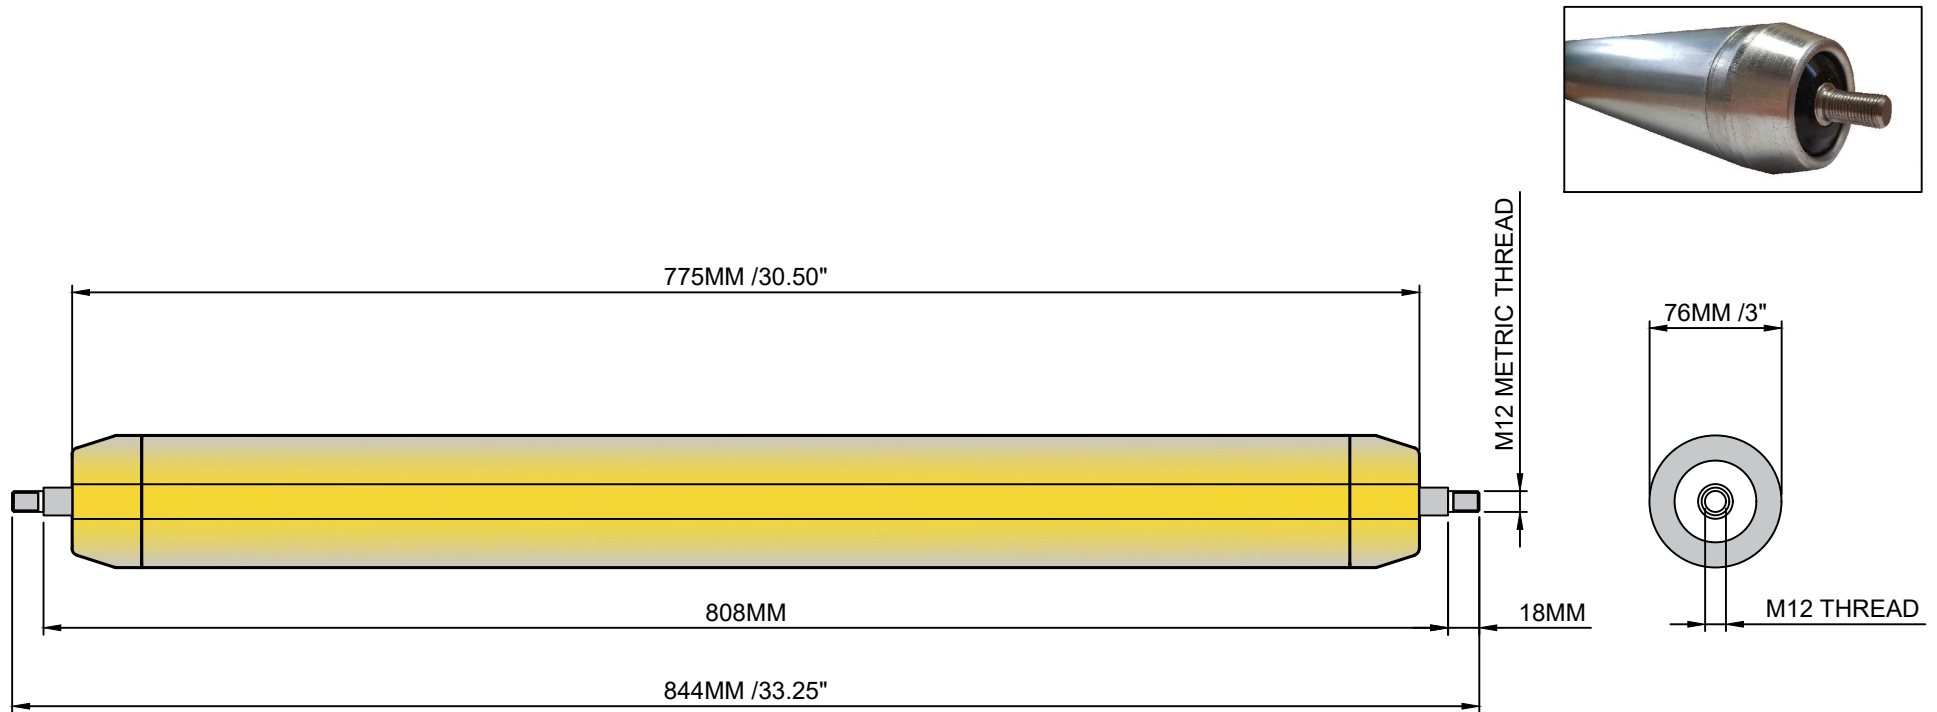 775MM /30.50"
M12 METRIC THREAD
76MM /3"
808MM
18MM
M12 THREAD
844MM /33.25"